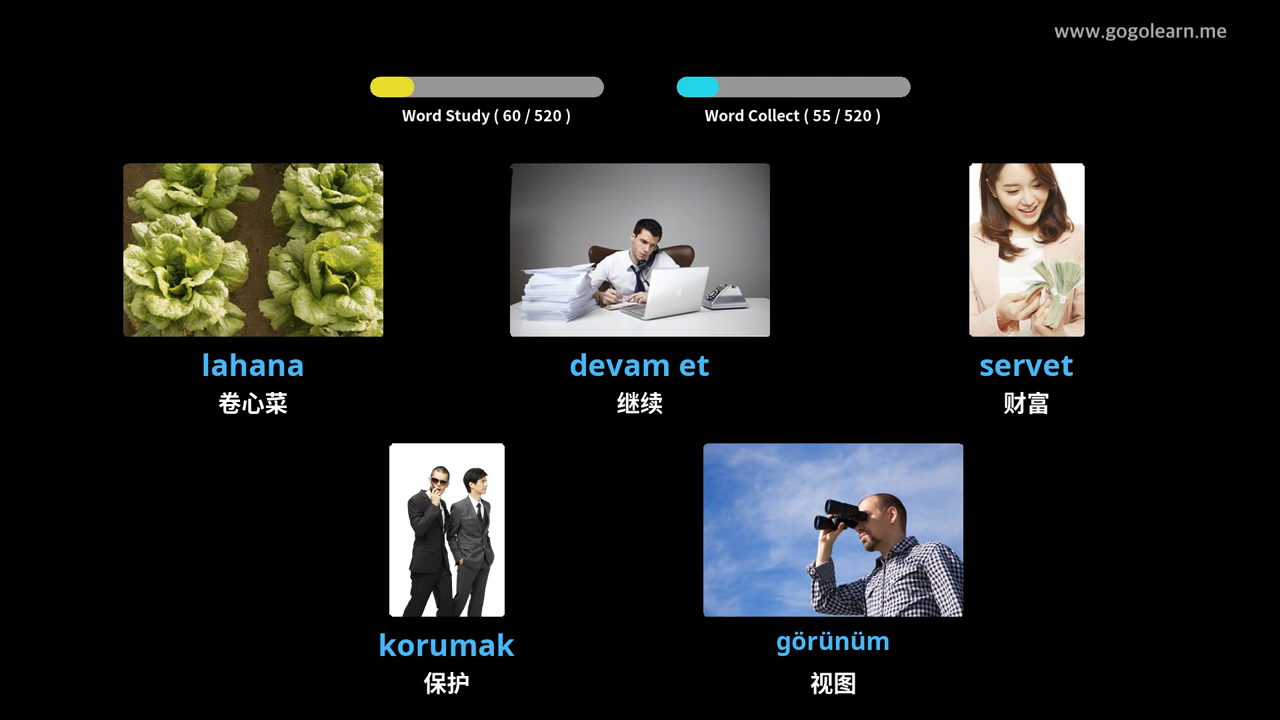 www.gogolearn.me
Word Study ( 60 / 520 )
Word Collect ( 55 / 520 )
lahana
卷心菜
devam et
继续
servet
财富
korumak
保护
görünüm
视图